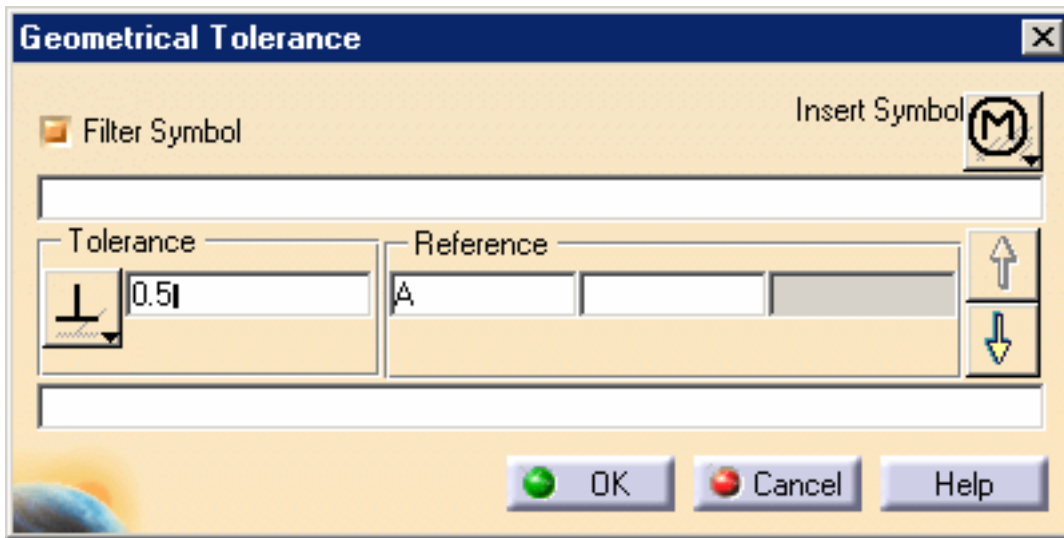 Geometrical Tolerance
Filter Symbol
Insert Symbol
M
Tolerance
Reference
0.5
A
OK
Cancel
Help